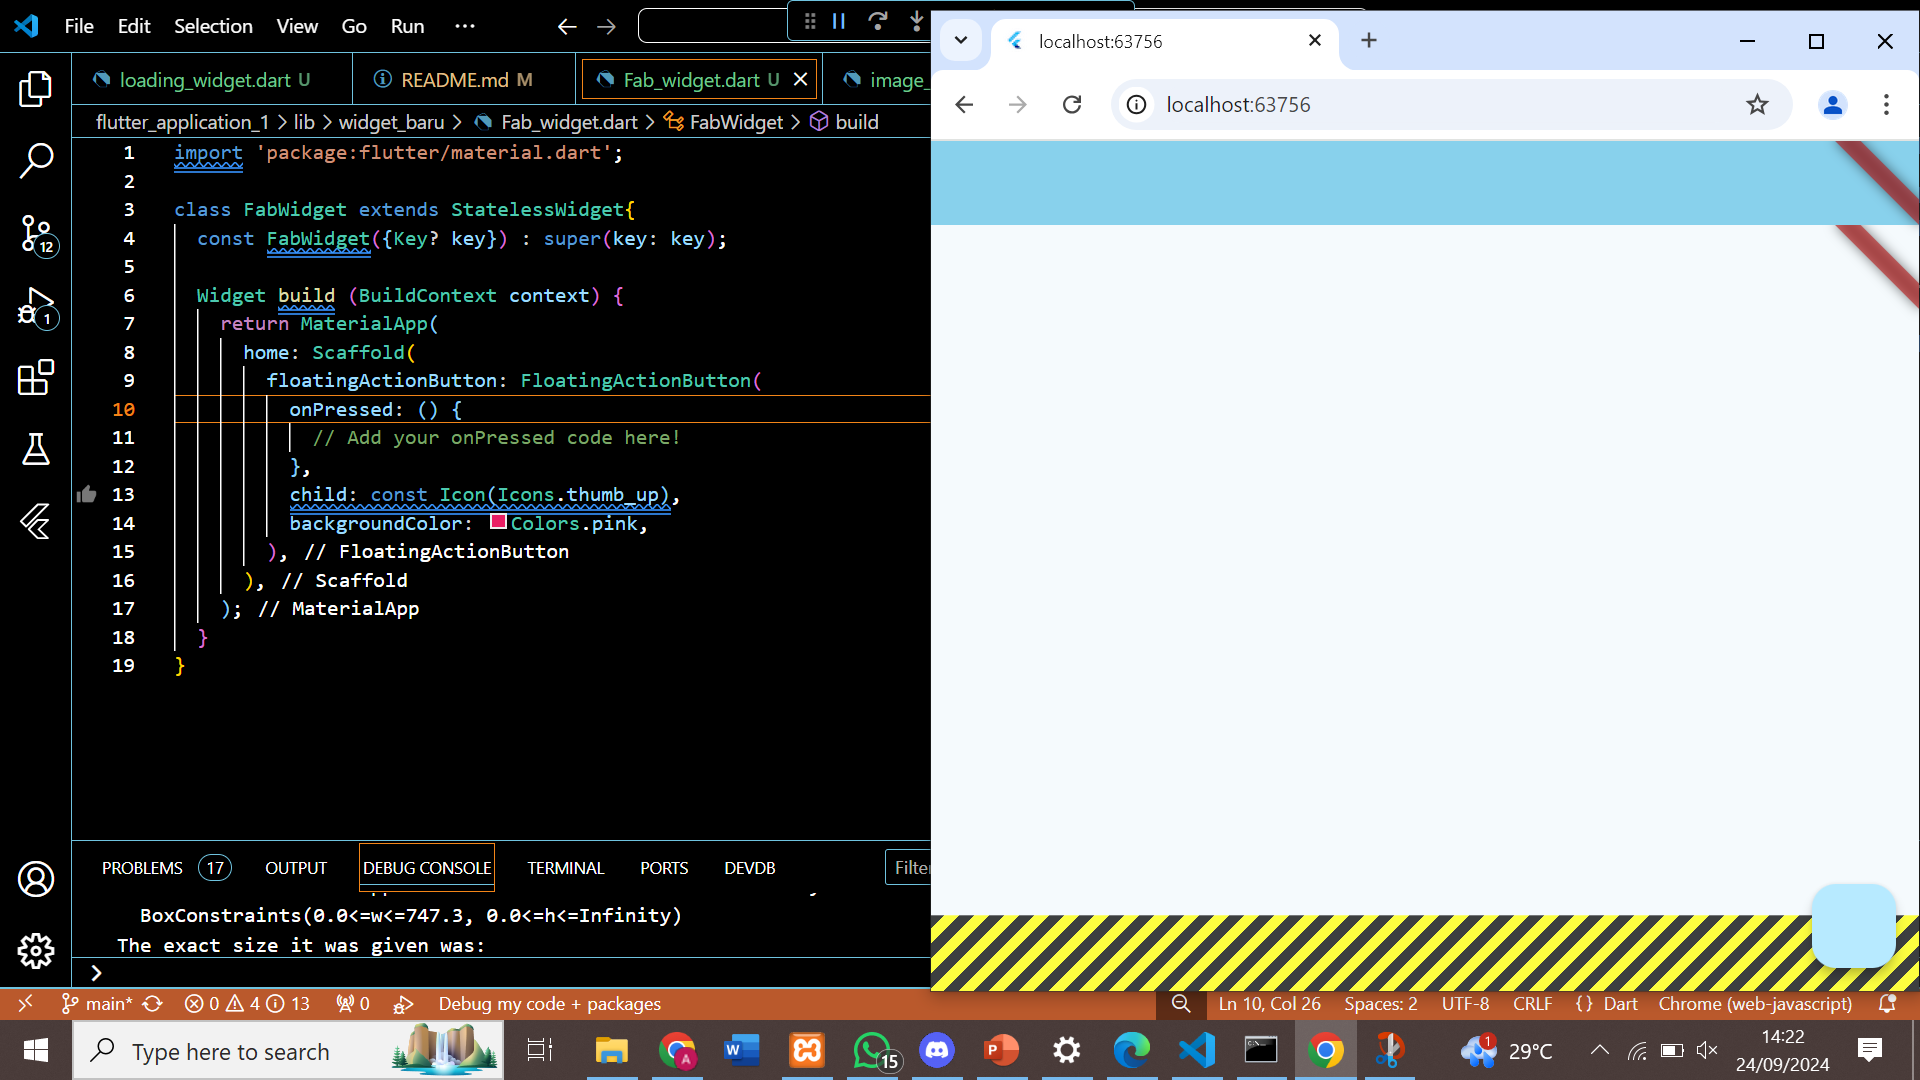 File Edit Selection View Go Run ···
loading_widget.dart U
README.md M
Fab_widget.dart U
image_
flutter_application_1 > lib > widget_baru > Fab_widget.dart > FabWidget > build
1 import 'package:flutter/material.dart';
2
3 class FabWidget extends StatelessWidget{
4 const FabWidget({Key? key}) : super(key: key);
5
6 Widget build (BuildContext context) {
7 return MaterialApp(
8 home: Scaffold(
9 floatingActionButton: FloatingActionButton(
10 onPressed: () {
11 // Add your onPressed code here!
12 },
13 child: const Icon(Icons.thumb_up),
14 backgroundColor: Colors.pink,
15 ), // FloatingActionButton
16 ), // Scaffold
17 ); // MaterialApp
18 }
19 }
12
1
PROBLEMS 17 OUTPUT DEBUG CONSOLE TERMINAL PORTS DEVDB Filter
BoxConstraints(0.0<=w<=747.3, 0.0<=h<=Infinity)
The exact size it was given was:
localhost:63756
localhost:63756
main* 0 4 13 0 Debug my code + packages Ln 10, Col 26 Spaces: 2 UTF-8 CRLF {} Dart Chrome (web-javascript)
Type here to search
A
W
15
P
1
29°C
14:22
24/09/2024